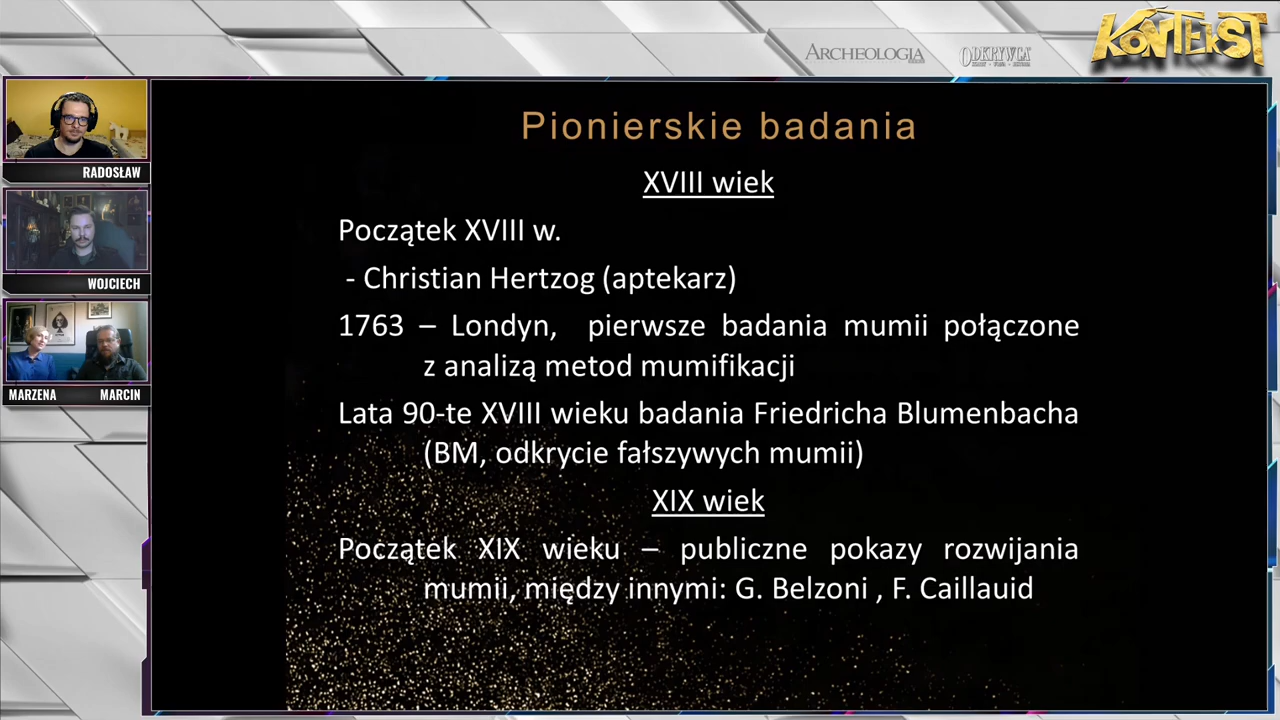 KONTEKST
ARCHEOLOGIA
ODKRYWCA
RADOSŁAW
WOJCIECH
MARZENA MARCIN
Pionierskie badania
XVIII wiek
Początek XVIII w.
- Christian Hertzog (aptekarz)
1763 – Londyn, pierwsze badania mumii połączone
z analizą metod mumifikacji
Lata 90-te XVIII wieku badania Friedricha Blumenbacha
(BM, odkrycie fałszywych mumii)
XIX wiek
Początek XIX wieku – publiczne pokazy rozwijania
mumii, między innymi: G. Belzoni , F. Caillauid